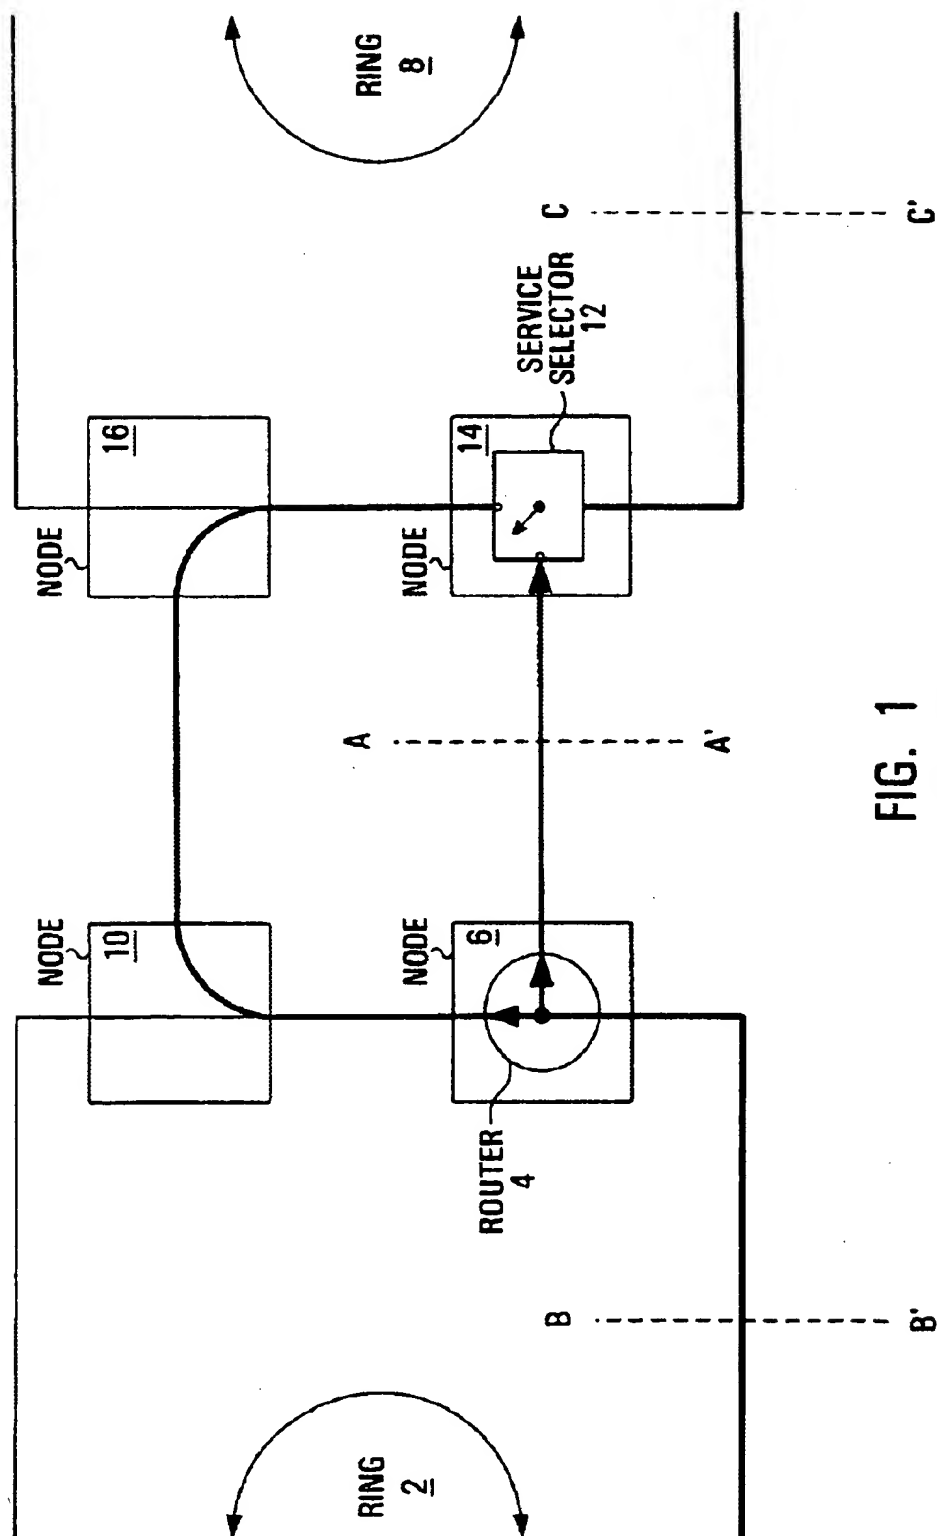 NODE
10
NODE
16
RING
2
RING
8
NODE
6
NODE
14
ROUTER
4
SERVICE
SELECTOR
12
A
A'
B
B'
C
C'
FIG. 1